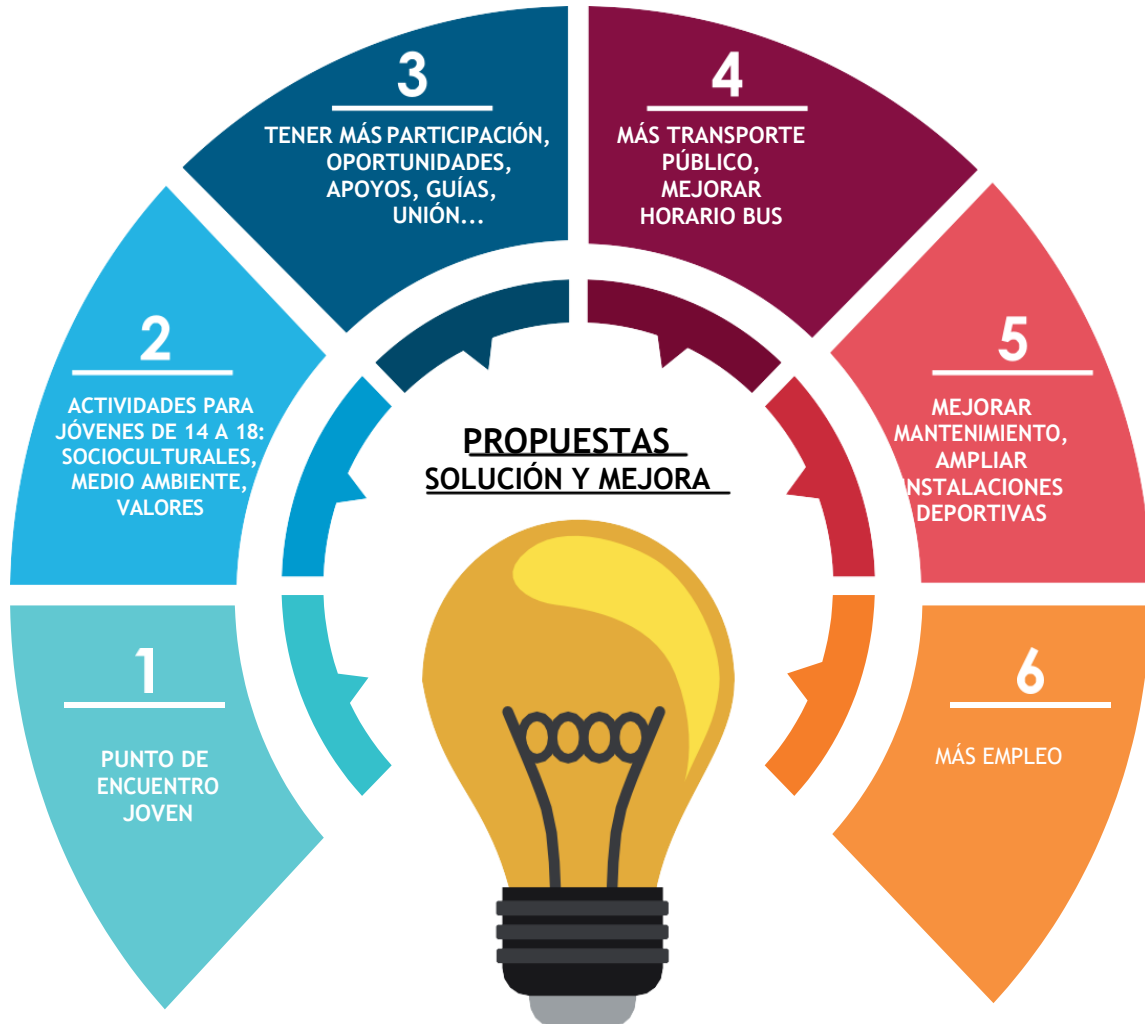 PROPUESTAS
SOLUCIÓN Y MEJORA
1
PUNTO DE
ENCUENTRO
JOVEN
2
ACTIVIDADES PARA
JÓVENES DE 14 A 18:
SOCIOCULTURALES,
MEDIO AMBIENTE,
VALORES
3
TENER MÁS PARTICIPACIÓN,
OPORTUNIDADES,
APOYOS, GUÍAS,
UNIÓN...
4
MÁS TRANSPORTE
PÚBLICO,
MEJORAR
HORARIO BUS
5
MEJORAR
MANTENIMIENTO,
AMPLIAR
INSTALACIONES
DEPORTIVAS
6
MÁS EMPLEO